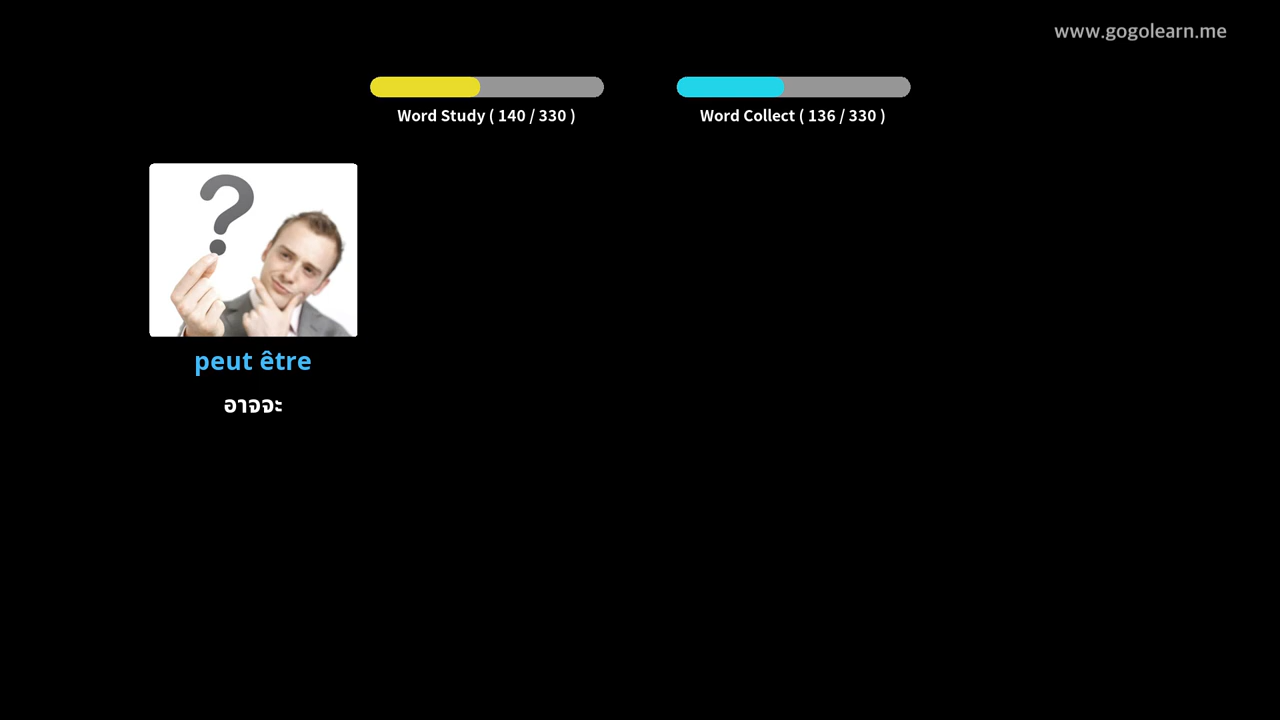 www.gogolearn.me
Word Study ( 140 / 330 )
Word Collect ( 136 / 330 )
?
peut être
อาจจะ